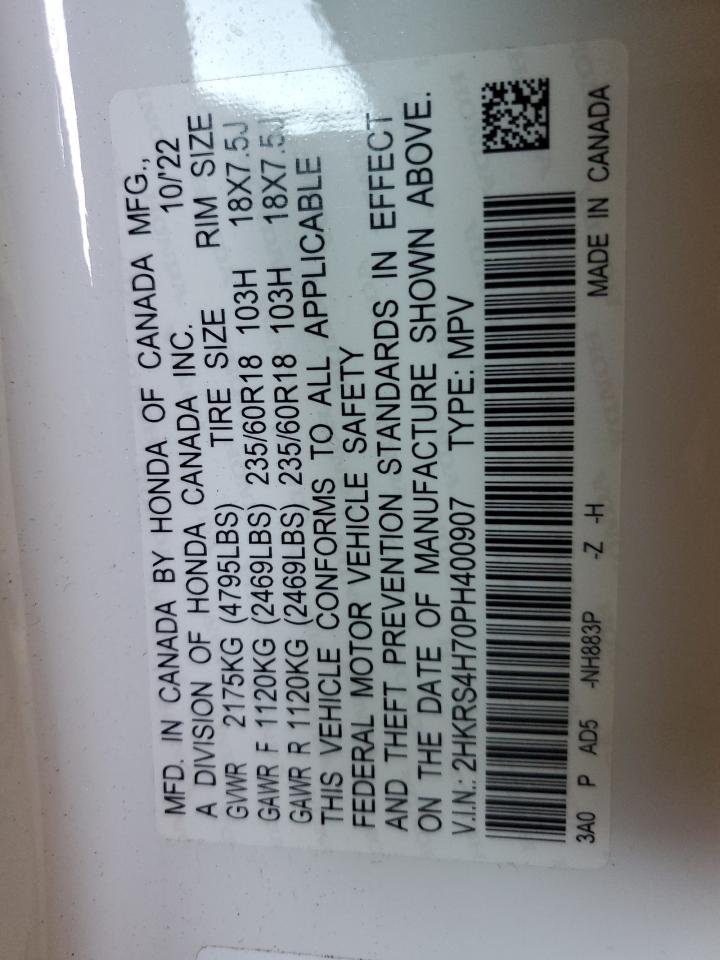 MFD. IN CANADA BY HONDA OF CANADA MFG.,
A DIVISION OF HONDA CANADA INC. 10/'22
GVWR 2175KG (4795LBS) TIRE SIZE RIM SIZE
GAWR F 1120KG (2469LBS) 235/60R18 103H 18X7.5J
GAWR R 1120KG (2469LBS) 235/60R18 103H 18X7.5J
THIS VEHICLE CONFORMS TO ALL APPLICABLE
FEDERAL MOTOR VEHICLE SAFETY
AND THEFT PREVENTION STANDARDS IN EFFECT
ON THE DATE OF MANUFACTURE SHOWN ABOVE.
V.I.N.: 2HKRS4H70PH400907 TYPE: MPV
3A0 P AD5 -NH883P -Z -H MADE IN CANADA